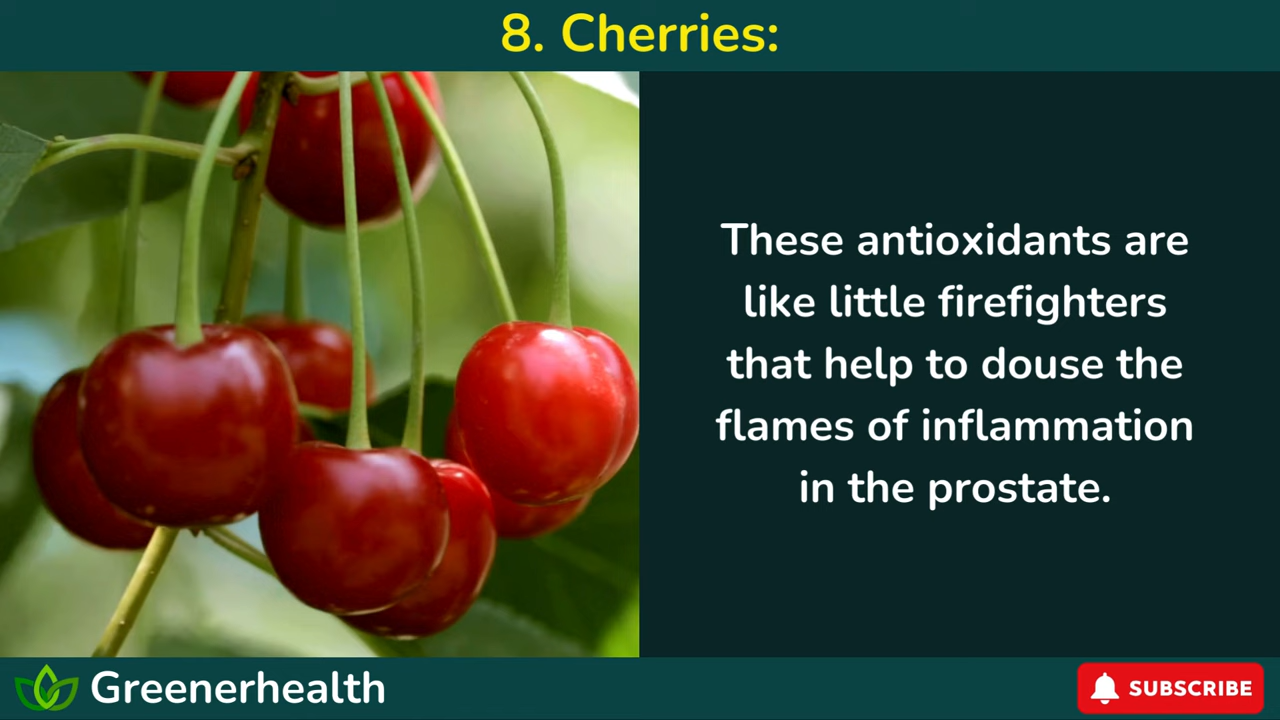 8. Cherries:
These antioxidants are
like little firefighters
that help to douse the
flames of inflammation
in the prostate.
Greenerhealth
SUBSCRIBE